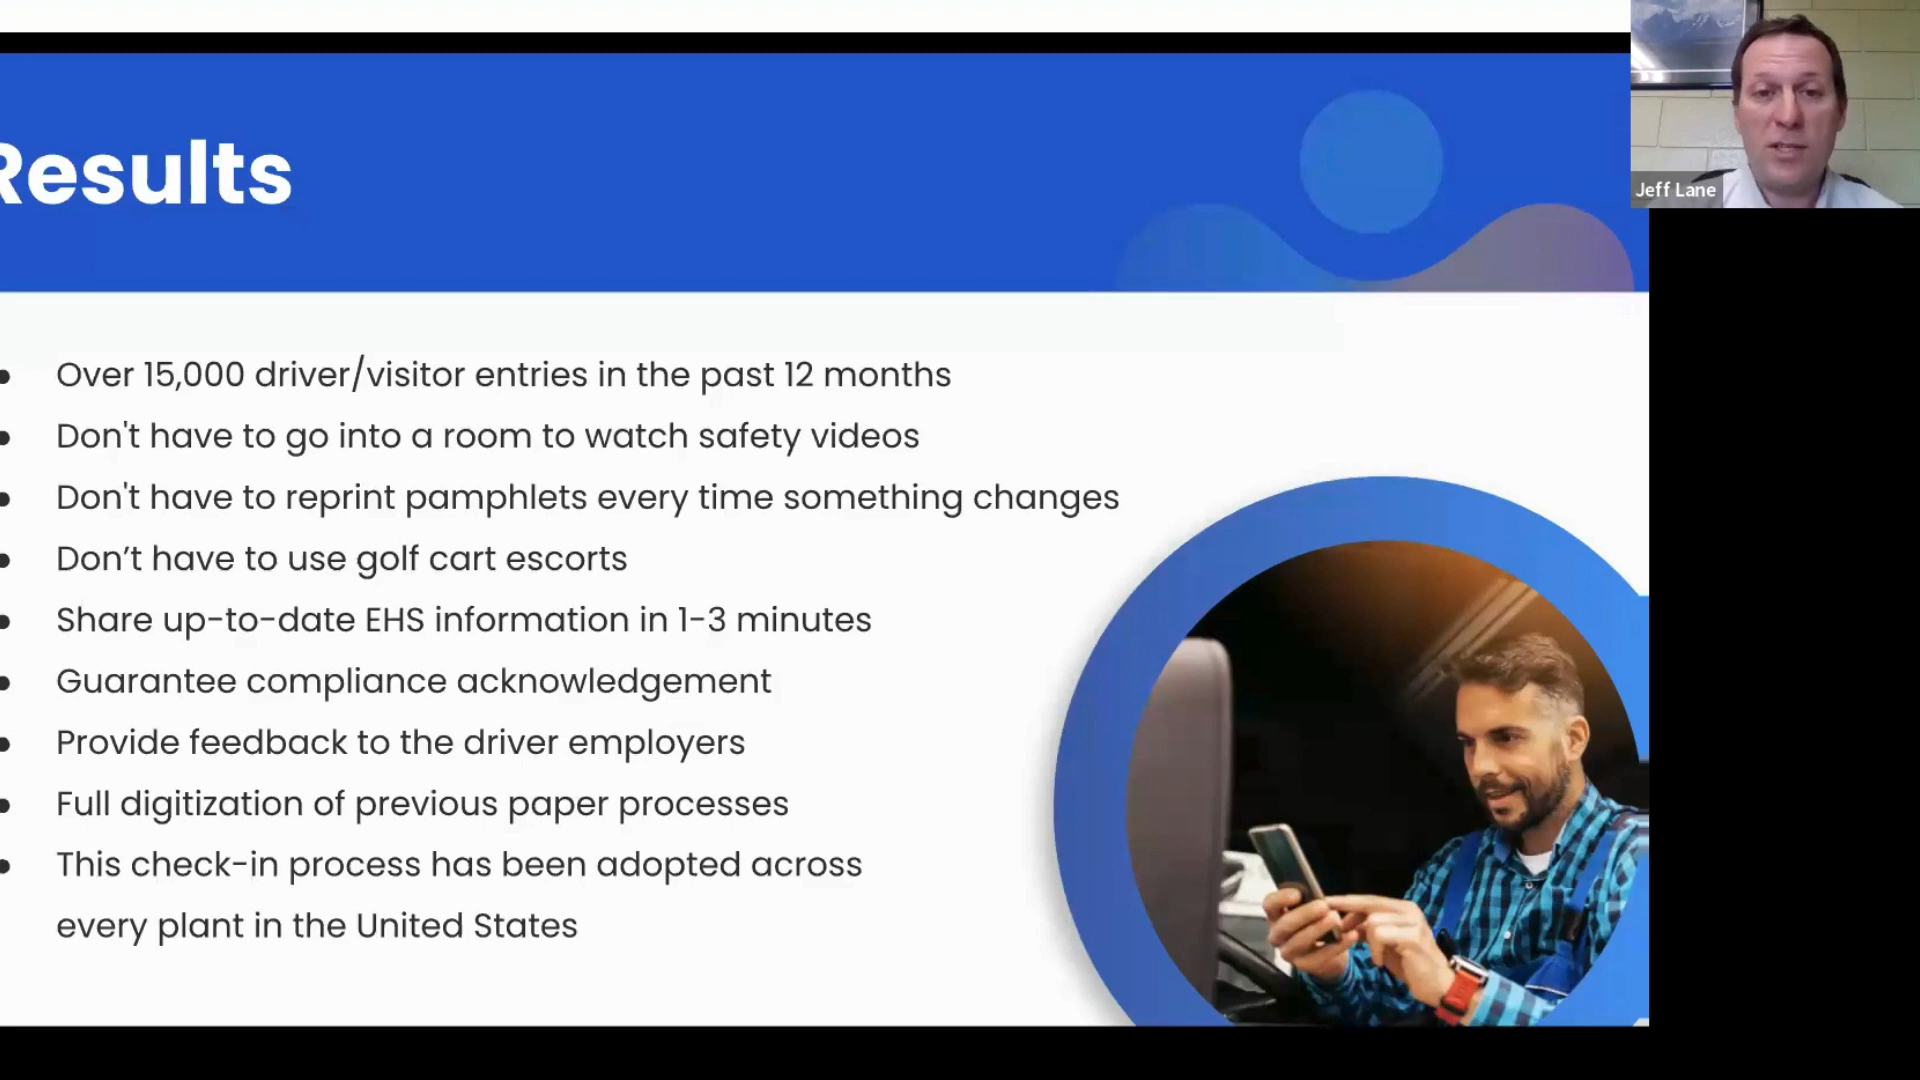 Results
Jeff Lane
• Over 15,000 driver/visitor entries in the past 12 months
• Don't have to go into a room to watch safety videos
• Don't have to reprint pamphlets every time something changes
• Don’t have to use golf cart escorts
• Share up-to-date EHS information in 1-3 minutes
• Guarantee compliance acknowledgement
• Provide feedback to the driver employers
• Full digitization of previous paper processes
• This check-in process has been adopted across
every plant in the United States